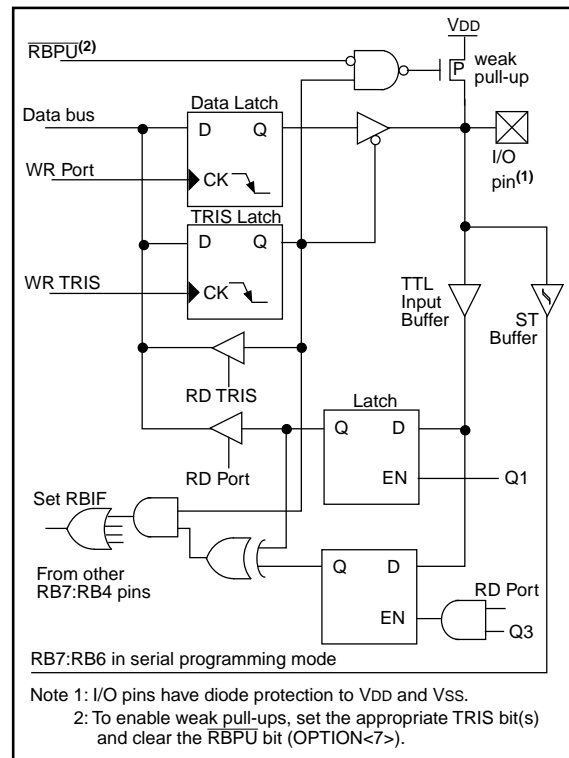 VDD
RBPU(2)
weak
pull-up
P
Data bus
Data Latch
D Q
WR Port
CK
I/O
pin(1)
TRIS Latch
D Q
WR TRIS
CK
TTL
Input
Buffer
ST
Buffer
RD TRIS
Latch
Q D
EN
Q1
RD Port
Set RBIF
From other
RB7:RB4 pins
Q D
EN
RD Port
Q3
RB7:RB6 in serial programming mode
Note 1: I/O pins have diode protection to VDD and VSS.
2: To enable weak pull-ups, set the appropriate TRIS bit(s)
and clear the RBPU bit (OPTION<7>).